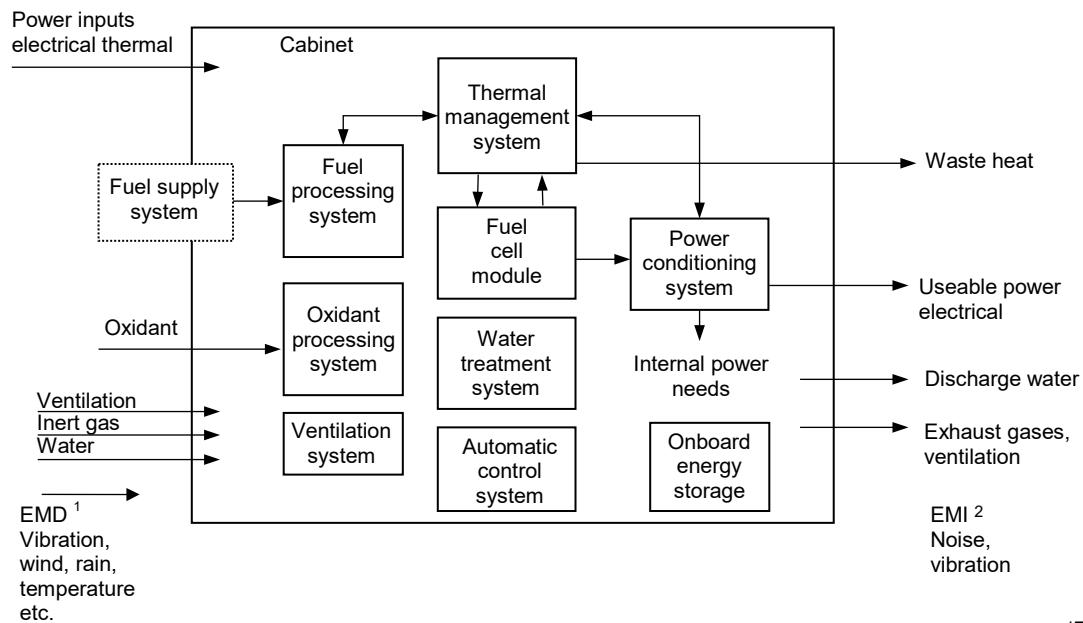 Power inputs
electrical thermal
Cabinet
Thermal
management
system
Fuel
processing
system
Fuel supply
system
Waste heat
Fuel
cell
module
Power
conditioning
system
Useable power
electrical
Oxidant
Oxidant
processing
system
Water
treatment
system
Internal power
needs
Discharge water
Ventilation
Inert gas
Water
Ventilation
system
Automatic
control
system
Onboard
energy
storage
Exhaust gases,
ventilation
EMD 1
Vibration,
wind, rain,
temperature
etc.
EMI 2
Noise,
vibration